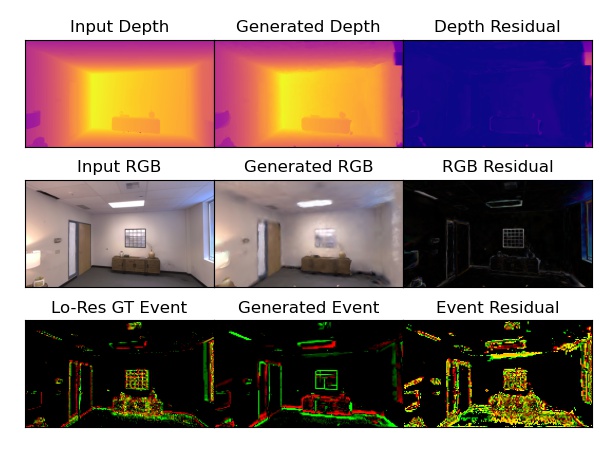 Input Depth
Generated Depth
Depth Residual
Input RGB
Generated RGB
RGB Residual
Lo-Res GT Event
Generated Event
Event Residual